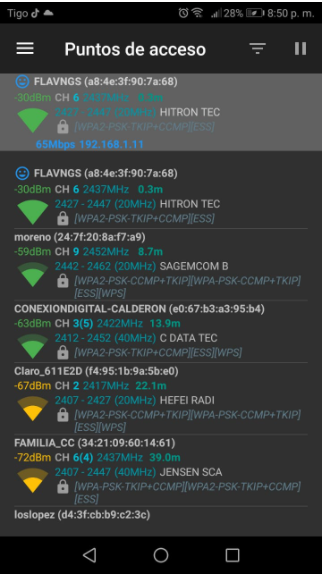 Tigo
28% 8:50 p. m.
Puntos de acceso
FLAVNGS (a8:4e:3f:90:7a:68)
-30dBm CH 6 2437MHz 0.3m
2427 - 2447 (20MHz) HITRON TEC
[WPA2-PSK-TKIP+CCMP][ESS]
65Mbps 192.168.1.11
FLAVNGS (a8:4e:3f:90:7a:68)
-30dBm CH 6 2437MHz 0.3m
2427 - 2447 (20MHz) HITRON TEC
[WPA2-PSK-TKIP+CCMP][ESS]
moreno (24:7f:20:8a:f7:a9)
-59dBm CH 9 2452MHz 8.7m
2442 - 2462 (20MHz) SAGEMCOM B
[WPA2-PSK-CCMP+TKIP][WPA-PSK-CCMP+TKIP]
[ESS][WPS]
CONEXIONDIGITAL-CALDERON (e0:67:b3:a3:95:b4)
-63dBm CH 3(5) 2422MHz 13.9m
2412 - 2452 (40MHz) C DATA TEC
[WPA2-PSK-TKIP+CCMP][ESS][WPS]
Claro_611E2D (f4:95:1b:9a:5b:e0)
-67dBm CH 2 2417MHz 22.1m
2407 - 2427 (20MHz) HEFEI RADI
[WPA2-PSK-CCMP+TKIP][WPA-PSK-CCMP+TKIP]
[ESS][WPS]
FAMILIA_CC (34:21:09:60:14:61)
-72dBm CH 6(4) 2437MHz 39.0m
2407 - 2447 (40MHz) JENSEN SCA
[WPA-PSK-TKIP+CCMP][WPA2-PSK-TKIP+CCMP]
[ESS]
loslopez (d4:3f:cb:b9:c2:3c)